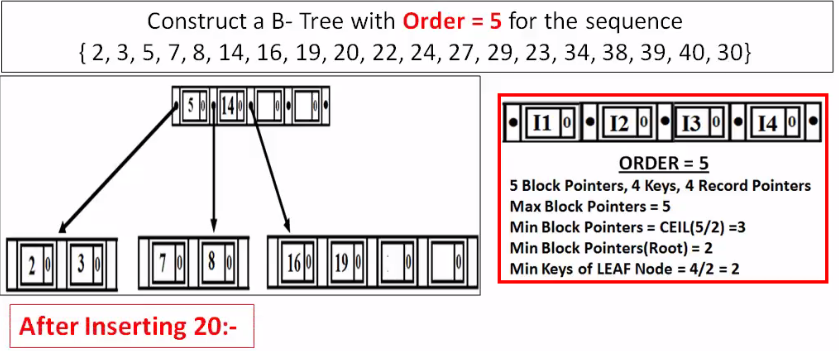 Construct a B- Tree with Order = 5 for the sequence
{ 2, 3, 5, 7, 8, 14, 16, 19, 20, 22, 24, 27, 29, 23, 34, 38, 39, 40, 30}
5 0 14 0
2 0 3 0 7 0 8 0 16 0 19 0 0 0
I1 0 I2 0 I3 0 I4 0
ORDER = 5
5 Block Pointers, 4 Keys, 4 Record Pointers
Max Block Pointers = 5
Min Block Pointers = CEIL(5/2) =3
Min Block Pointers(Root) = 2
Min Keys of LEAF Node = 4/2 = 2
After Inserting 20:-